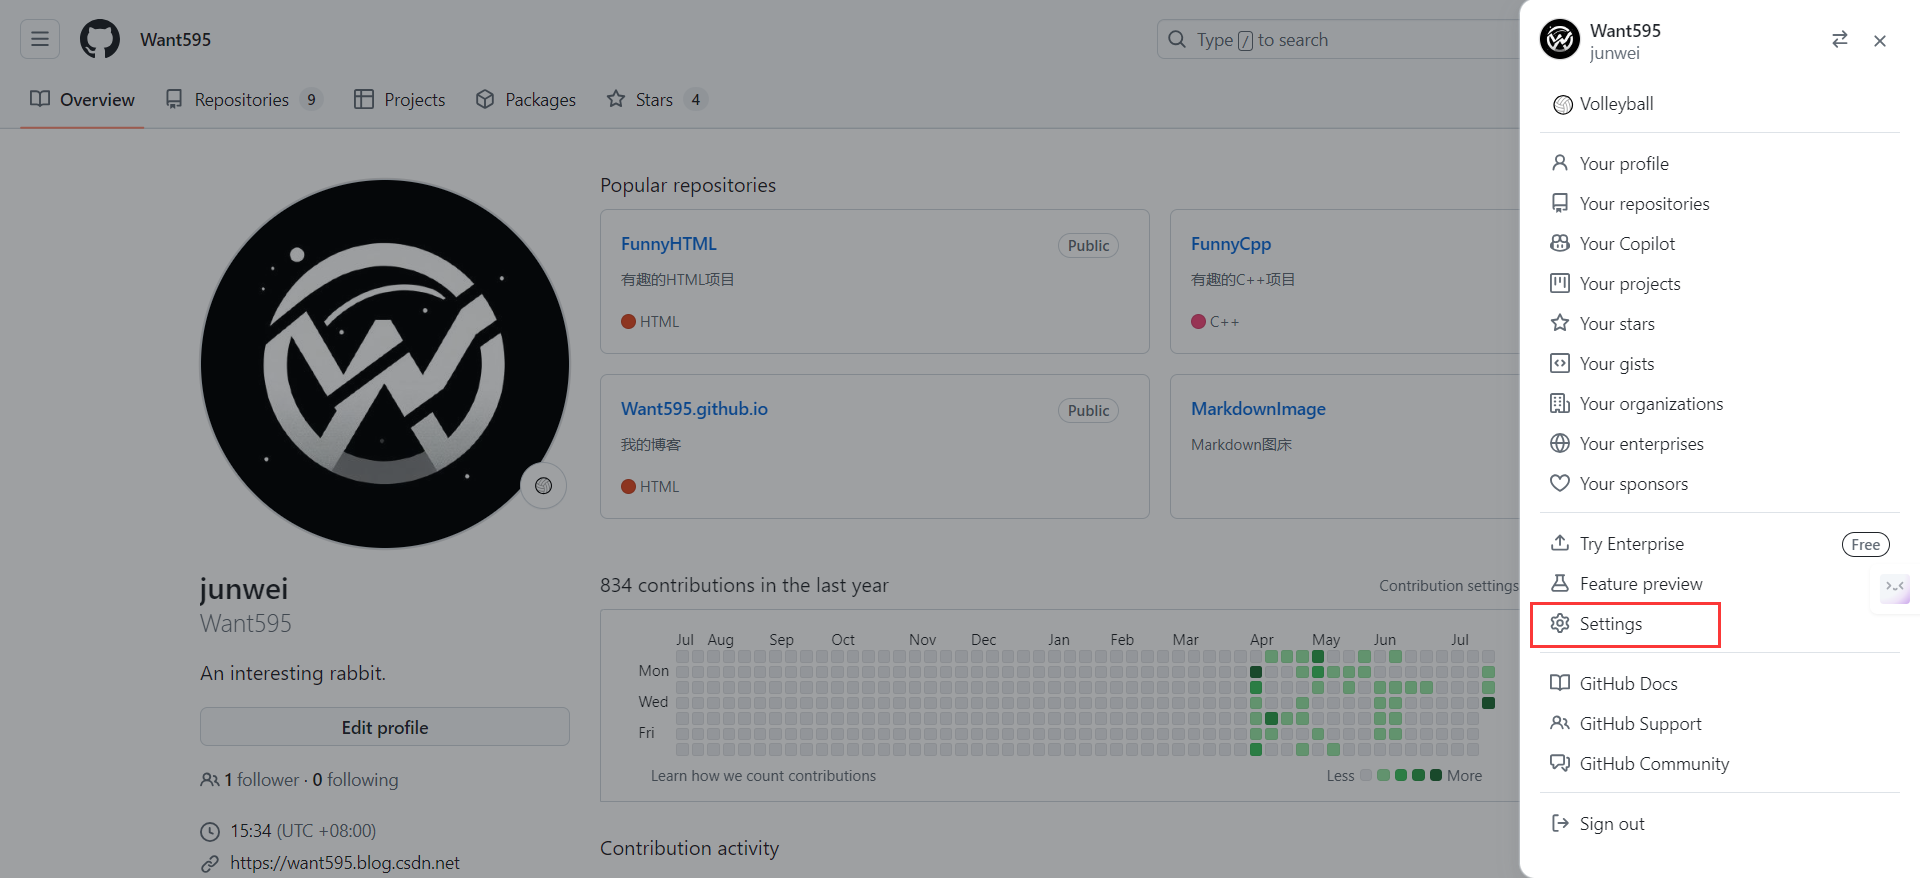 Want595
Type / to search
Overview
Repositories 9
Projects
Packages
Stars 4
junwei
Want595
An interesting rabbit.
Edit profile
1 follower · 0 following
15:34 (UTC +08:00)
https://want595.blog.csdn.net
Popular repositories
FunnyHTML
Public
有趣的HTML项目
HTML
FunnyCpp
有趣的C++项目
C++
Want595.github.io
Public
我的博客
HTML
MarkdownImage
Markdown图床
834 contributions in the last year
Contribution settings
Jul Aug Sep Oct Nov Dec Jan Feb Mar Apr May Jun Jul
Mon
Wed
Fri
Learn how we count contributions
Less
More
Contribution activity
Want595
junwei
Volleyball
Your profile
Your repositories
Your Copilot
Your projects
Your stars
Your gists
Your organizations
Your enterprises
Your sponsors
Try Enterprise
Free
Feature preview
Settings
GitHub Docs
GitHub Support
GitHub Community
Sign out